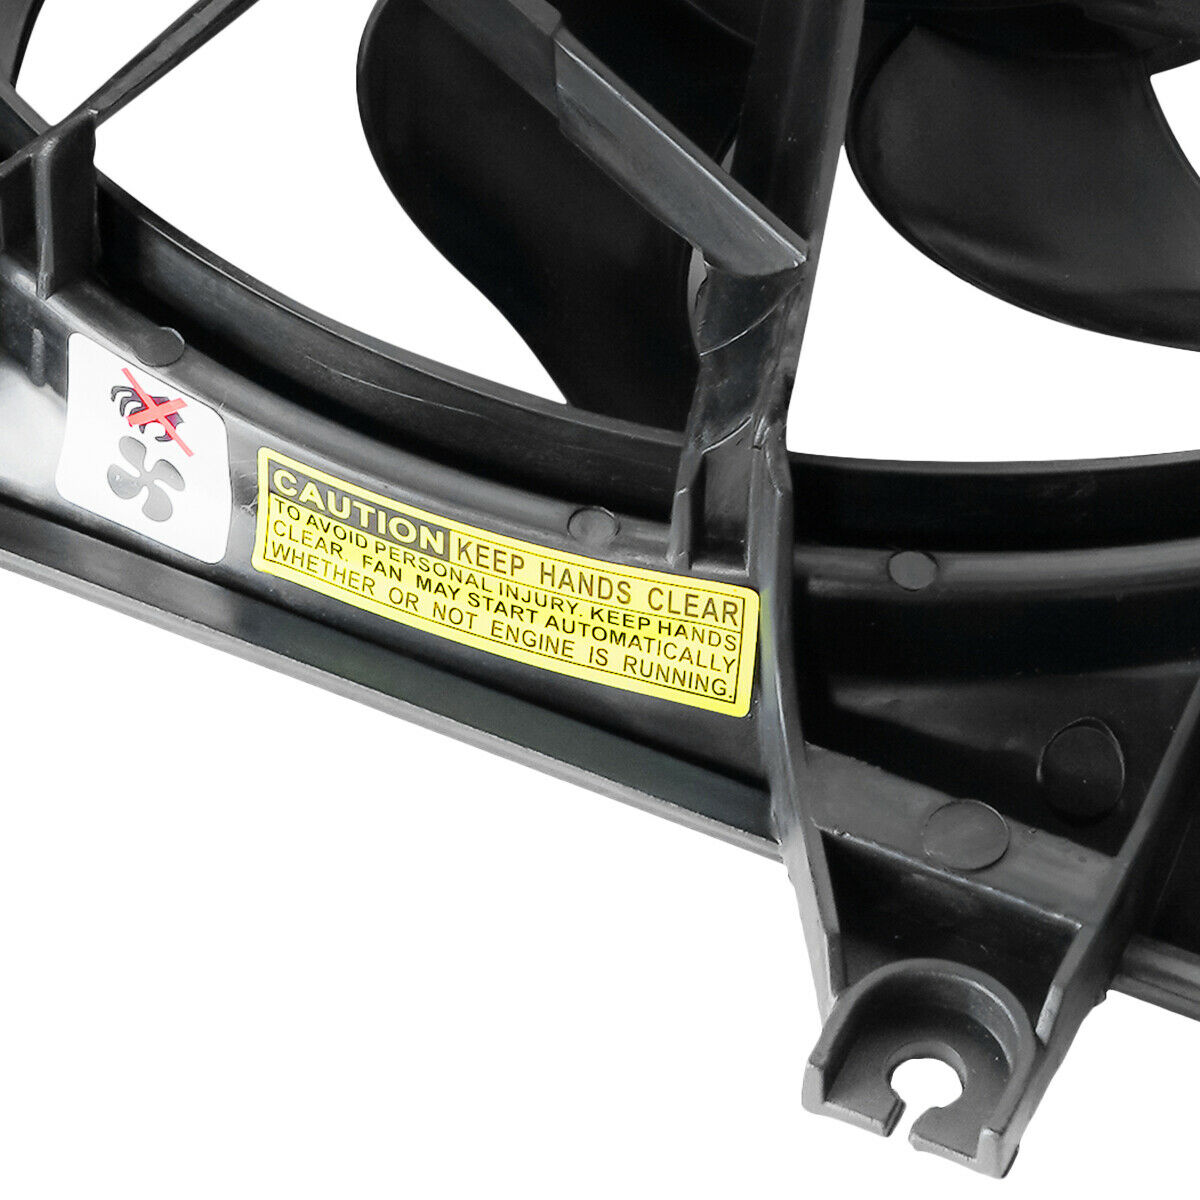 CAUTION KEEP HANDS CLEAR
TO AVOID PERSONAL INJURY. KEEP HANDS
CLEAR. FAN MAY START AUTOMATICALLY
WHETHER OR NOT ENGINE IS RUNNING.